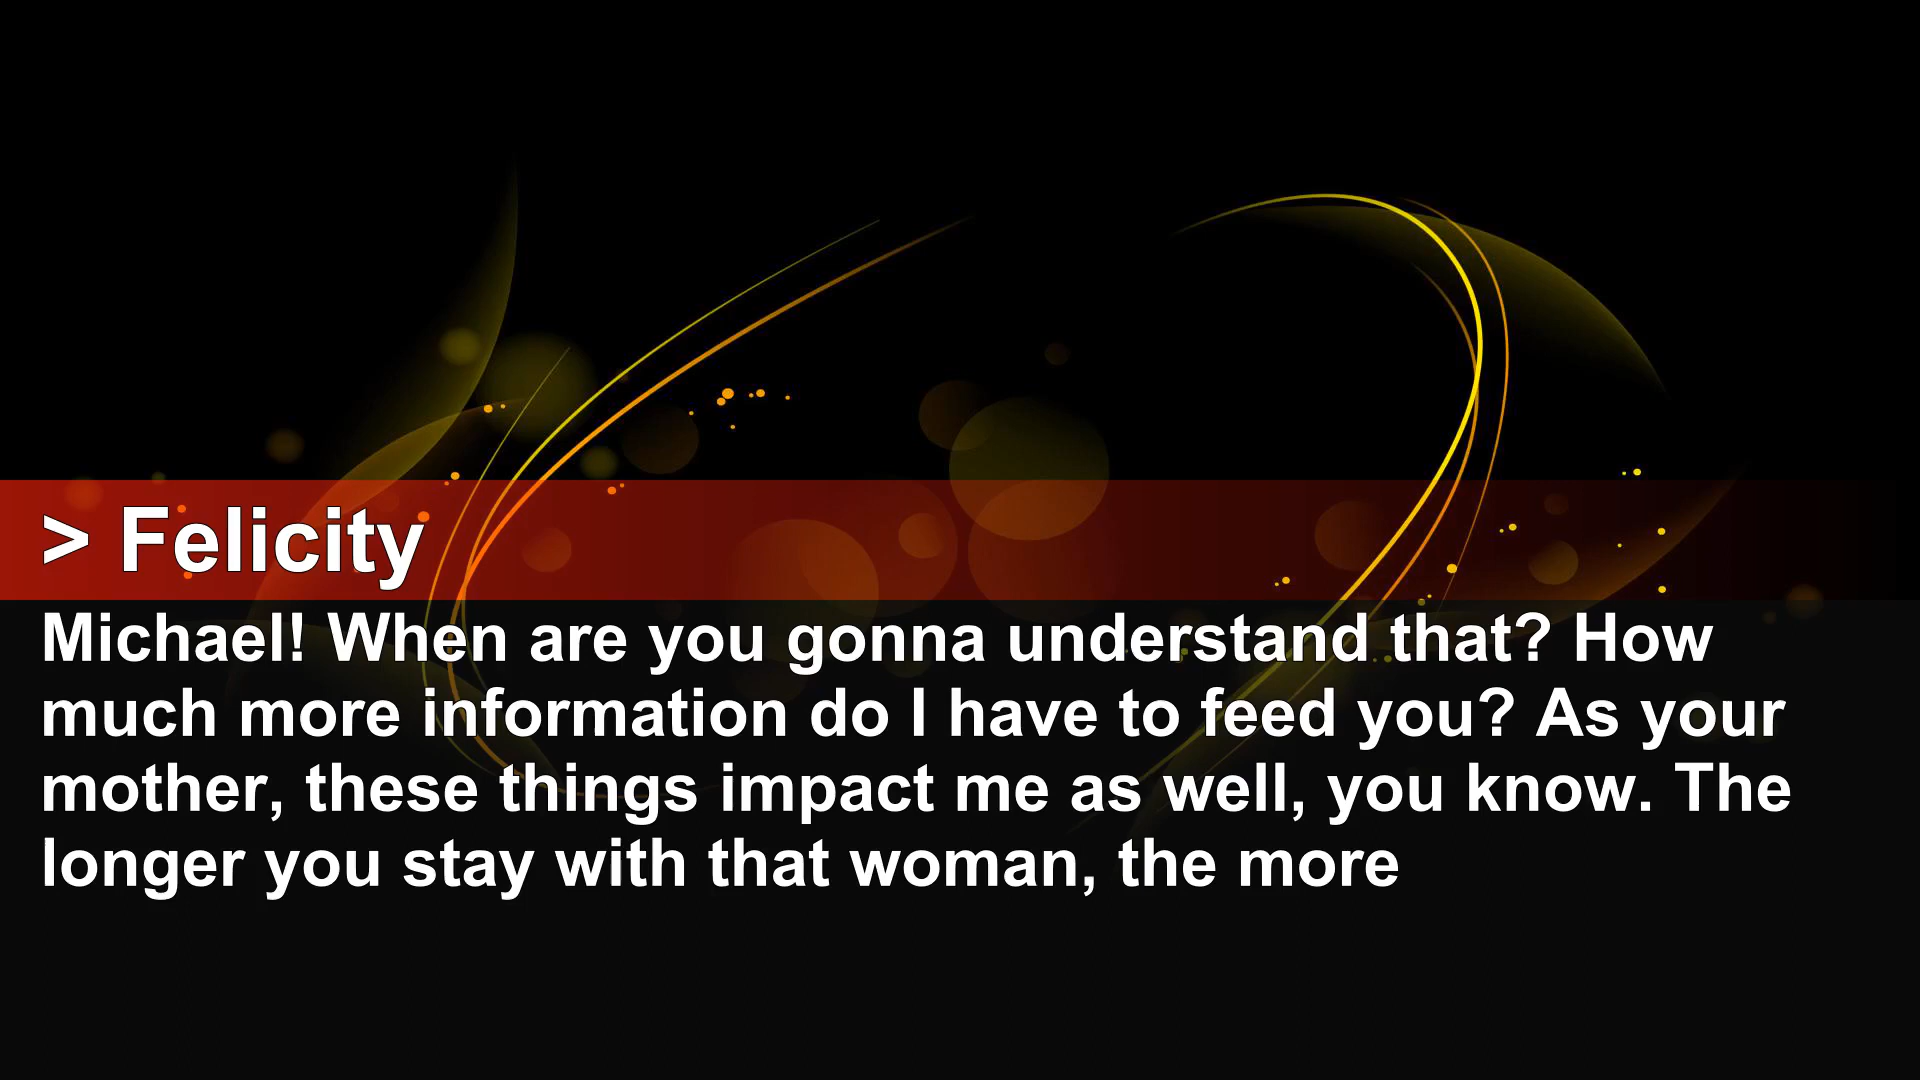 > Felicity
Michael! When are you gonna understand that? How
much more information do I have to feed you? As your
mother, these things impact me as well, you know. The
longer you stay with that woman, the more